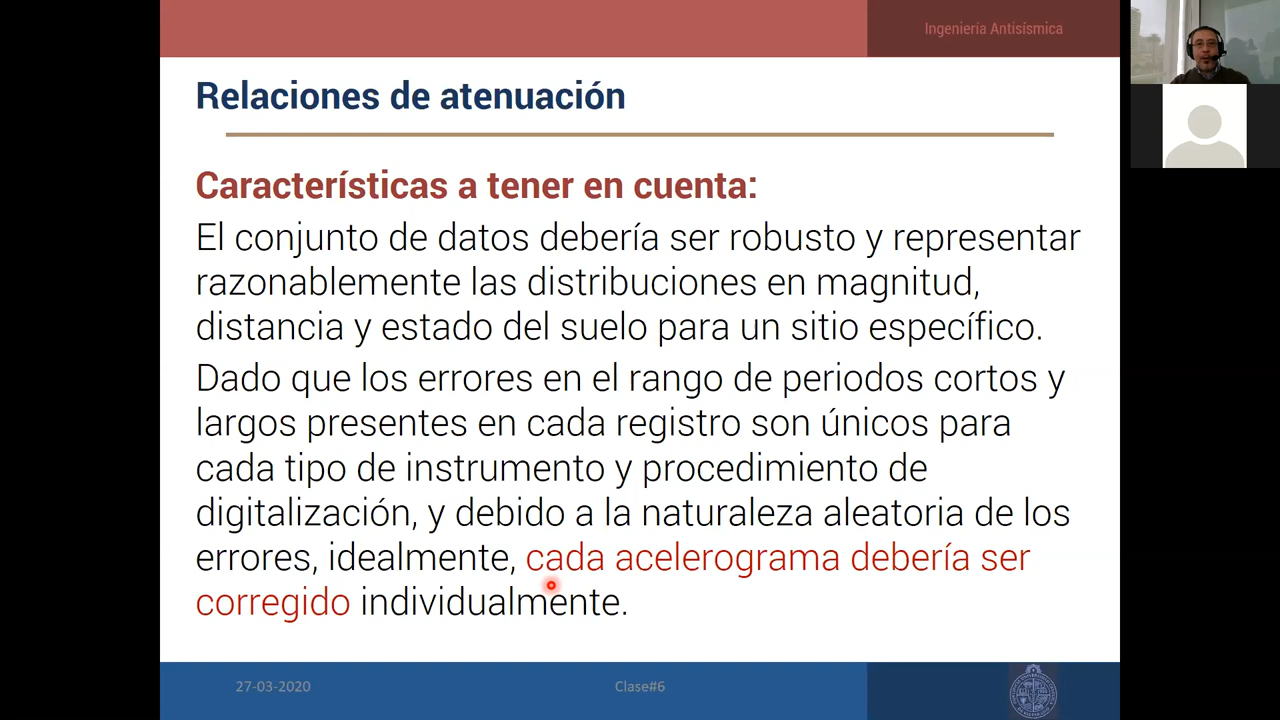 Ingeniería Antisísmica
Relaciones de atenuación
Características a tener en cuenta:
El conjunto de datos debería ser robusto y representar
razonablemente las distribuciones en magnitud,
distancia y estado del suelo para un sitio específico.
Dado que los errores en el rango de periodos cortos y
largos presentes en cada registro son únicos para
cada tipo de instrumento y procedimiento de
digitalización, y debido a la naturaleza aleatoria de los
errores, idealmente, cada acelerograma debería ser
corregido individualmente.
27-03-2020
Clase#6